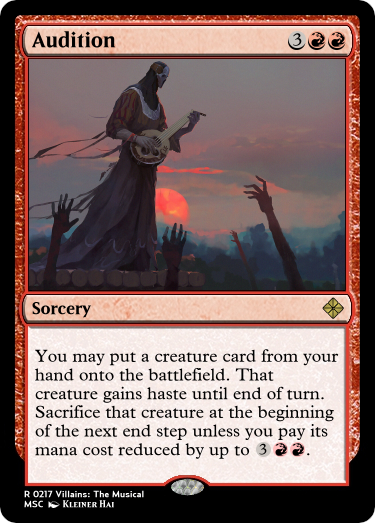 Audition 3
Sorcery
You may put a creature card from your
hand onto the battlefield. That
creature gains haste until end of turn.
Sacrifice that creature at the beginning
of the next end step unless you pay its
mana cost reduced by up to 3.
R 0217 Villains: The Musical
MSC Kleiner Hai